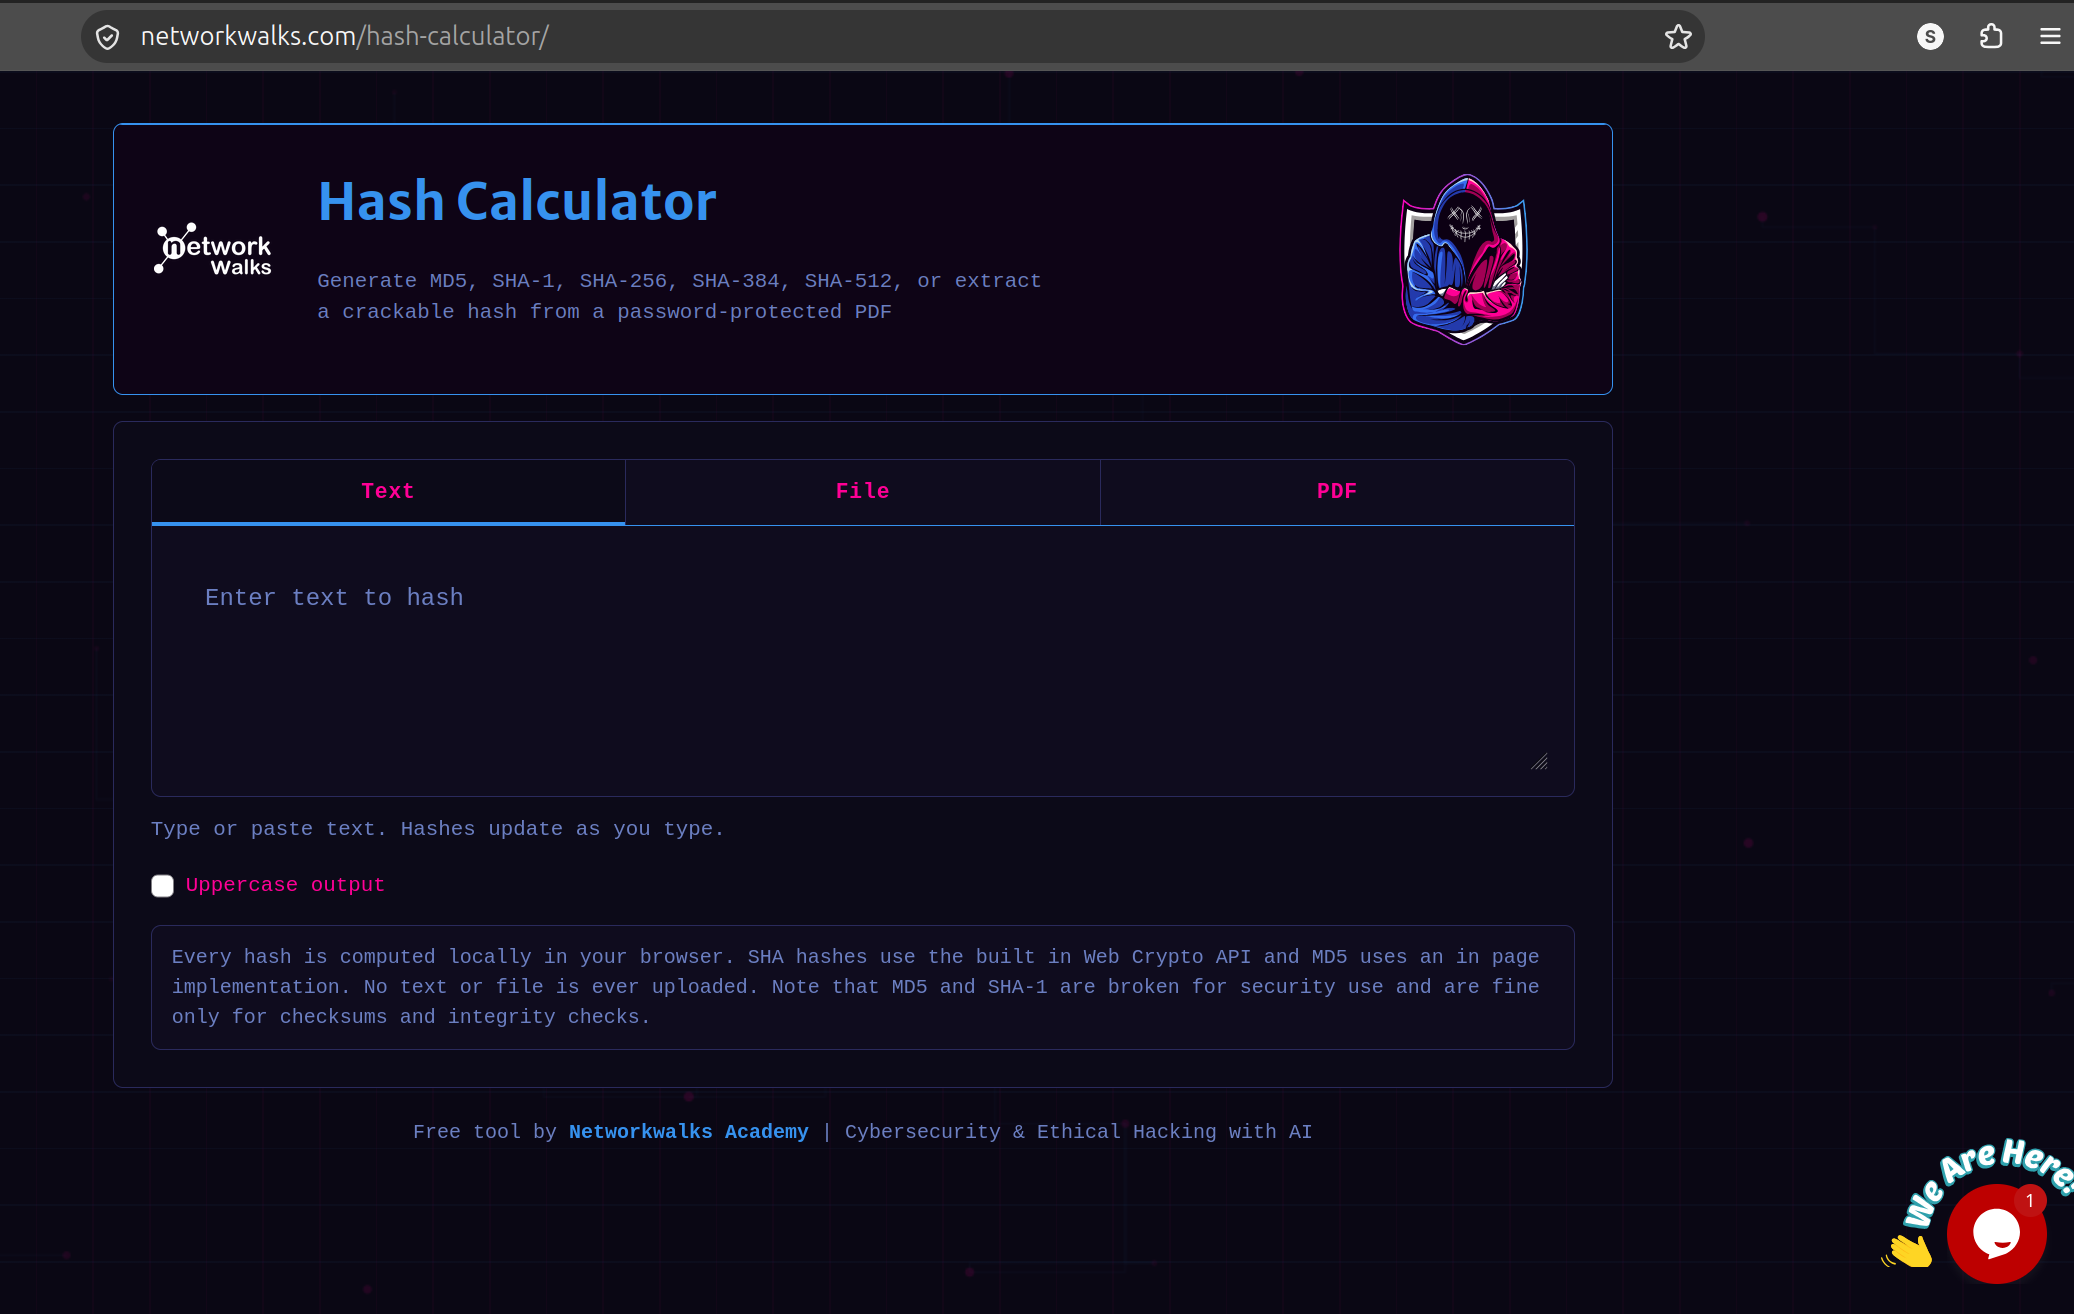 networkwalks.com/hash-calculator/
S
Hash Calculator
network
Walks
Generate MD5, SHA-1, SHA-256, SHA-384, SHA-512, or extract
a crackable hash from a password-protected PDF
Text File PDF
Enter text to hash
Type or paste text. Hashes update as you type.
Uppercase output
Every hash is computed locally in your browser. SHA hashes use the built in Web Crypto API and MD5 uses an in page
implementation. No text or file is ever uploaded. Note that MD5 and SHA-1 are broken for security use and are fine
only for checksums and integrity checks.
Free tool by Networkwalks Academy | Cybersecurity & Ethical Hacking with AI
We Are Here!
1